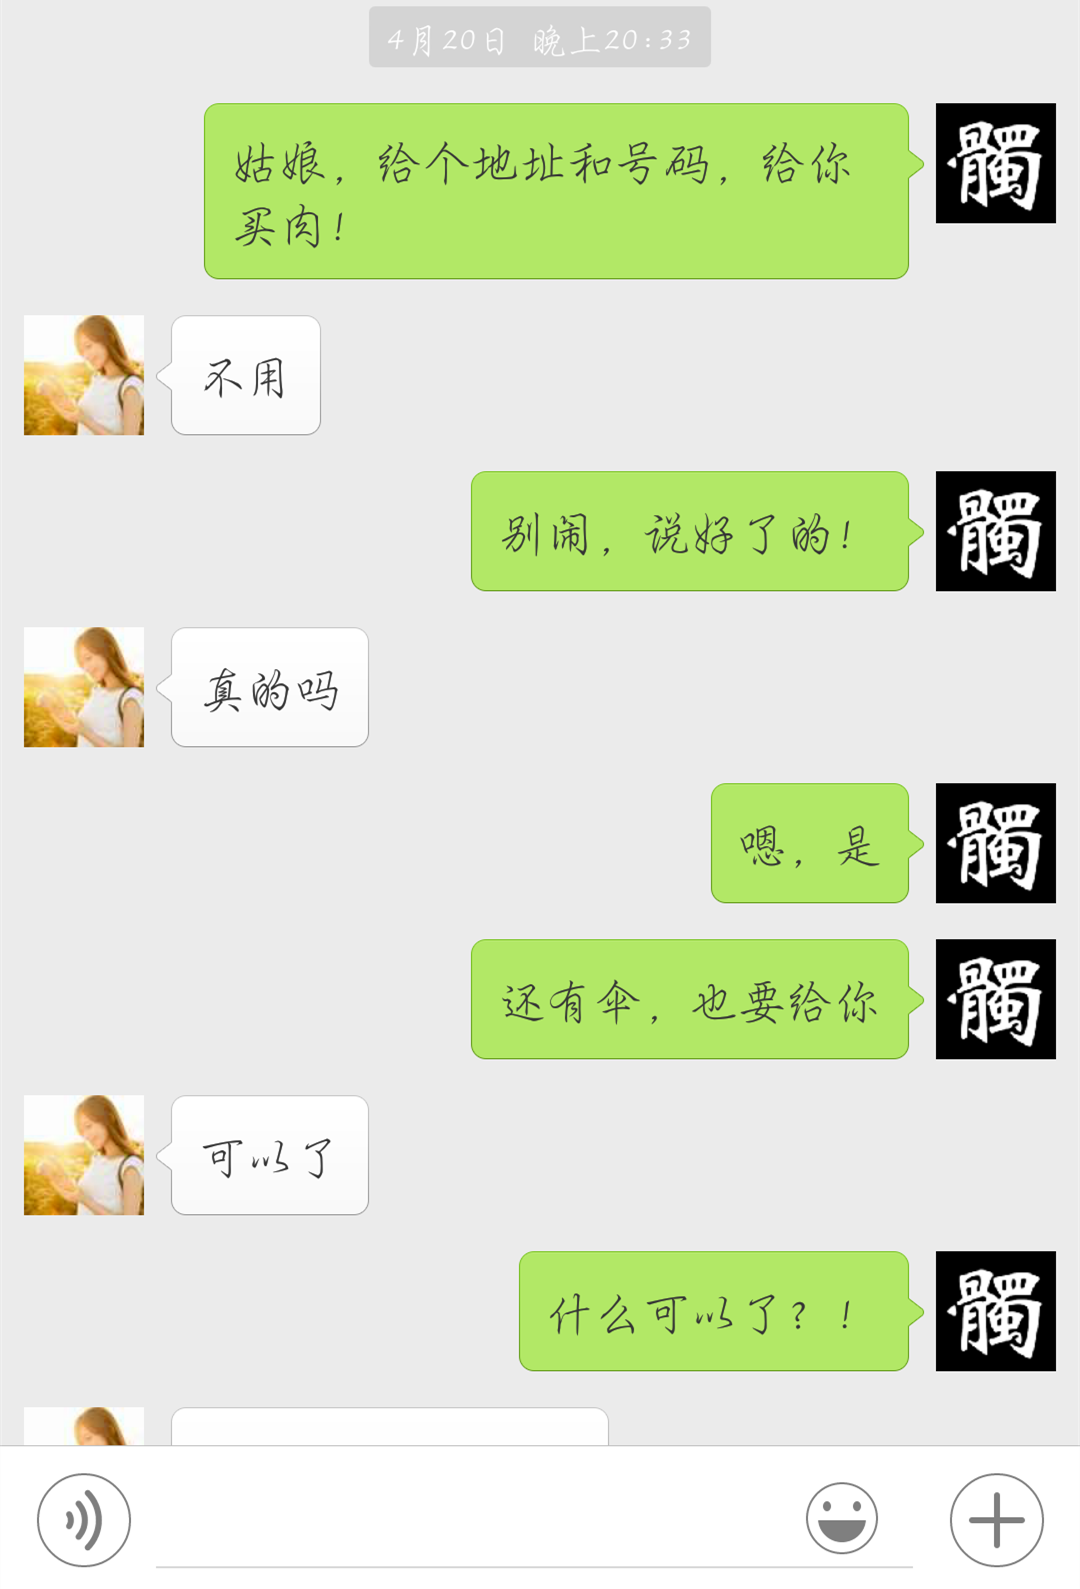 4月20日 晚上20:33
姑娘，给个地址和号码，给你
买肉！
髑
不用
别闹，说好了的！
髑
真的吗
嗯，是
髑
还有伞，也要给你
髑
可以了
什么可以了？！
髑